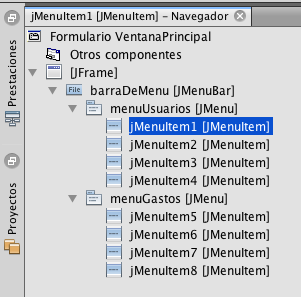 jMenuItem1 [JMenuItem] – Navegador
Formulario VentanaPrincipal
Otros componentes
[JFrame]
File barraDeMenu [JMenuBar]
menuUsuarios [JMenu]
jMenuItem1 [JMenuItem]
jMenuItem2 [JMenuItem]
jMenuItem3 [JMenuItem]
jMenuItem4 [JMenuItem]
menuGastos [JMenu]
jMenuItem5 [JMenuItem]
jMenuItem6 [JMenuItem]
jMenuItem7 [JMenuItem]
jMenuItem8 [JMenuItem]
Prestaciones
Proyectos